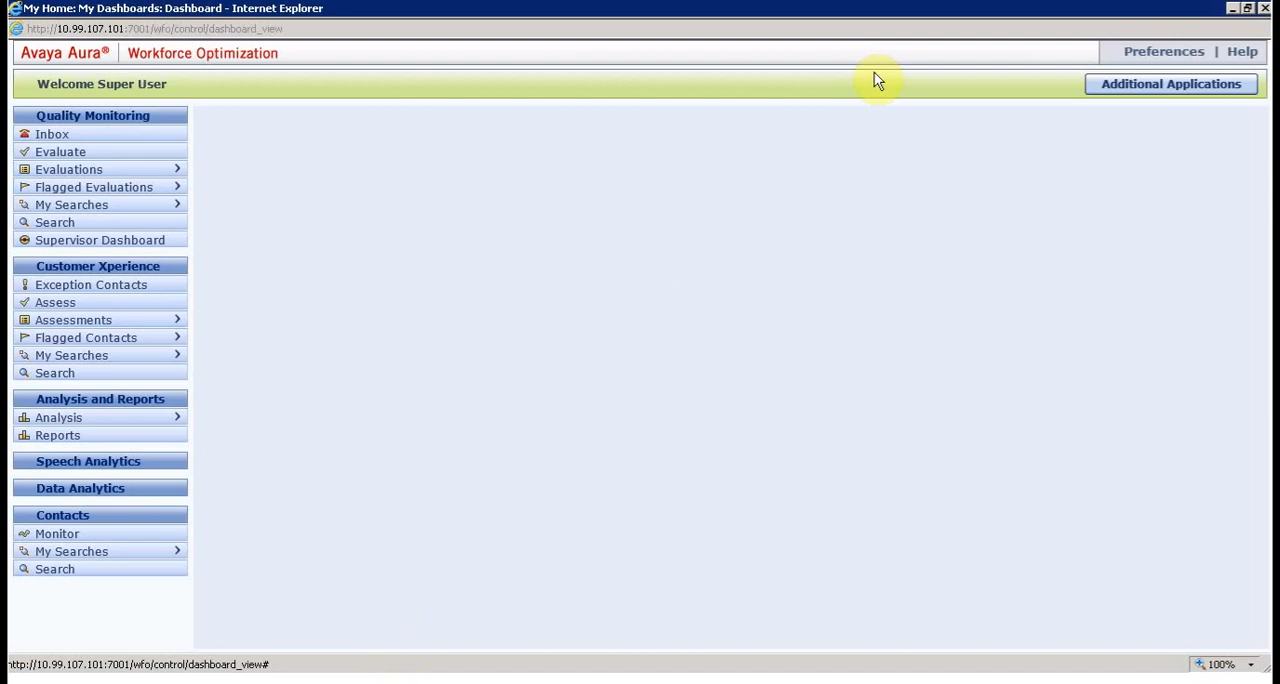 My Home: My Dashboards: Dashboard - Internet Explorer
http://10.99.107.101:7001/wfo/control/dashboard_view
Avaya Aura® Workforce Optimization
Preferences | Help
Welcome Super User
Additional Applications
Quality Monitoring
Inbox
Evaluate
Evaluations
Flagged Evaluations
My Searches
Search
Supervisor Dashboard
Customer Xperience
Exception Contacts
Assess
Assessments
Flagged Contacts
My Searches
Search
Analysis and Reports
Analysis
Reports
Speech Analytics
Data Analytics
Contacts
Monitor
My Searches
Search
http://10.99.107.101:7001/wfo/control/dashboard_view#
100%